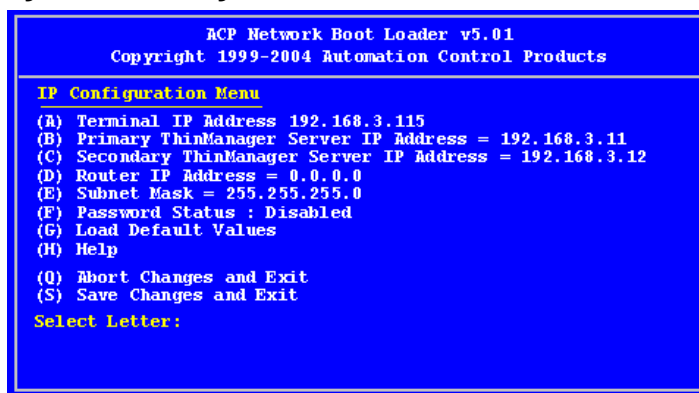 ACP Network Boot Loader v5.01
Copyright 1999-2004 Automation Control Products
IP Configuration Menu
(A) Terminal IP Address 192.168.3.115
(B) Primary ThinManager Server IP Address = 192.168.3.11
(C) Secondary ThinManager Server IP Address = 192.168.3.12
(D) Router IP Address = 0.0.0.0
(E) Subnet Mask = 255.255.255.0
(F) Password Status : Disabled
(G) Load Default Values
(H) Help
(Q) Abort Changes and Exit
(S) Save Changes and Exit
Select Letter: